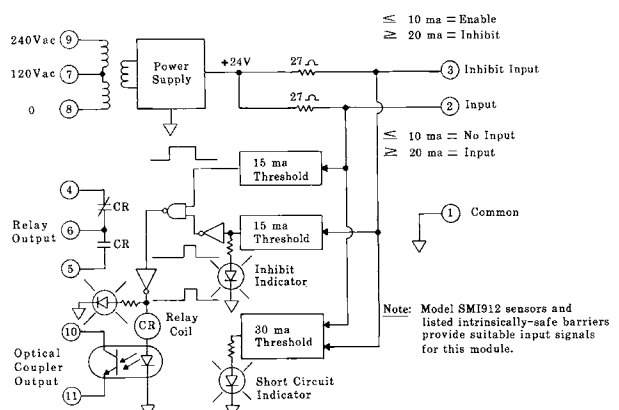 ≤ 10 ma = Enable
≥ 20 ma = Inhibit
240Vac 9
120Vac 7
0 8
Power
Supply
+24V
27 Ω
3 Inhibit Input
27 Ω
2 Input
≤ 10 ma = No Input
≥ 20 ma = Input
15 ma
Threshold
4
CR
Relay
Output
6
CR
5
15 ma
Threshold
1 Common
Inhibit
Indicator
Relay
Coil
CR
10
Optical
Coupler
Output
11
30 ma
Threshold
Short Circuit
Indicator
Note: Model SMI912 sensors and
listed intrinsically-safe barriers
provide suitable input signals
for this module.